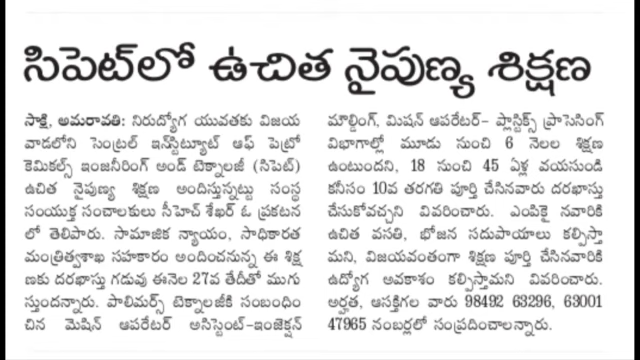 సిపెట్‌లో ఉచిత నైపుణ్య శిక్షణ
సాక్షి, అమరావతి: నిరుద్యోగ యువతకు విజయ
వాడలోని సెంట్రల్ ఇన్‌స్టిట్యూట్ ఆఫ్ పెట్రో
కెమికల్స్ ఇంజనీరింగ్ అండ్ టెక్నాలజీ (సిపెట్)
ఉచిత నైపుణ్య శిక్షణ అందిస్తున్నట్టు సంస్థ
సంయుక్త సంచాలకులు సీహెచ్ శేఖర్ ఓ ప్రకటన
లో తెలిపారు. సామాజిక న్యాయం, సాధికారత
మంత్రిత్వశాఖ సహకారం అందించనున్న ఈ శిక్ష
ణకు దరఖాస్తు గడువు ఈనెల 27వ తేదీతో ముగు
స్తుందన్నారు. పాలిమర్స్ టెక్నాలజీకి సంబంధిం
చిన మెషిన్ ఆపరేటర్ అసిస్టెంట్-ఇంజెక్షన్
మౌల్డింగ్, మిషన్ ఆపరేటర్- ప్లాస్టిక్స్ ప్రాసెసింగ్
విభాగాల్లో మూడు నుంచి 6 నెలల శిక్షణ
ఉంటుందని, 18 నుంచి 45 ఏళ్ల వయసుండి
కనీసం 10వ తరగతి పూర్తి చేసినవారు దరఖాస్తు
చేసుకోవచ్చని వివరించారు. ఎంపికై నవారికి
ఉచిత వసతి, భోజన సదుపాయాలు కల్పిస్తా
మని, విజయవంతంగా శిక్షణ పూర్తి చేసినవారికి
ఉద్యోగ అవకాశం కల్పిస్తామని వివరించారు.
అర్హత, ఆసక్తిగల వారు 98492 63296, 63001
47965 నంబర్లలో సంప్రదించాలన్నారు.